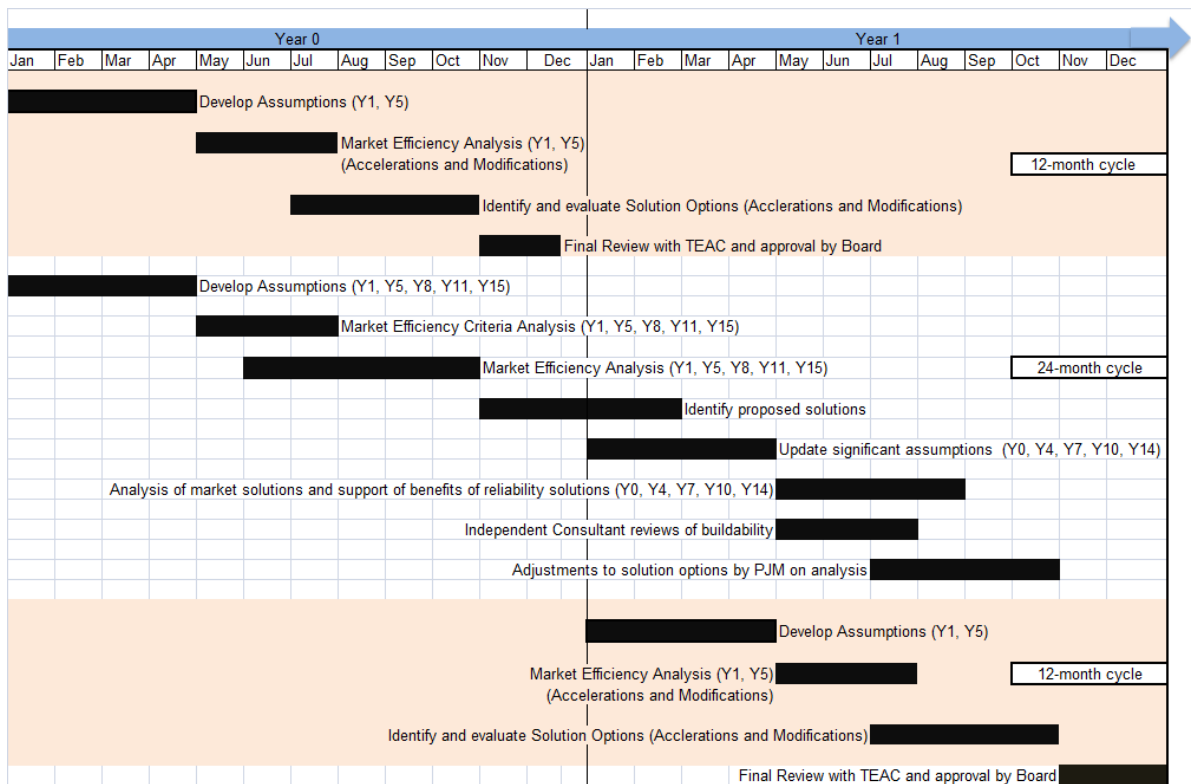 Year 0 Year 1
Jan Feb Mar Apr May Jun Jul Aug Sep Oct Nov Dec Jan Feb Mar Apr May Jun Jul Aug Sep Oct Nov Dec
Develop Assumptions (Y1, Y5)
Market Efficiency Analysis (Y1, Y5)
(Accelerations and Modifications)
12-month cycle
Identify and evaluate Solution Options (Acclerations and Modifications)
Final Review with TEAC and approval by Board
Develop Assumptions (Y1, Y5, Y8, Y11, Y15)
Market Efficiency Criteria Analysis (Y1, Y5, Y8, Y11, Y15)
Market Efficiency Analysis (Y1, Y5, Y8, Y11, Y15)
24-month cycle
Identify proposed solutions
Update significant assumptions (Y0, Y4, Y7, Y10, Y14)
Analysis of market solutions and support of benefits of reliability solutions (Y0, Y4, Y7, Y10, Y14)
Independent Consultant reviews of buildability
Adjustments to solution options by PJM on analysis
Develop Assumptions (Y1, Y5)
Market Efficiency Analysis (Y1, Y5)
(Accelerations and Modifications)
12-month cycle
Identify and evaluate Solution Options (Acclerations and Modifications)
Final Review with TEAC and approval by Board